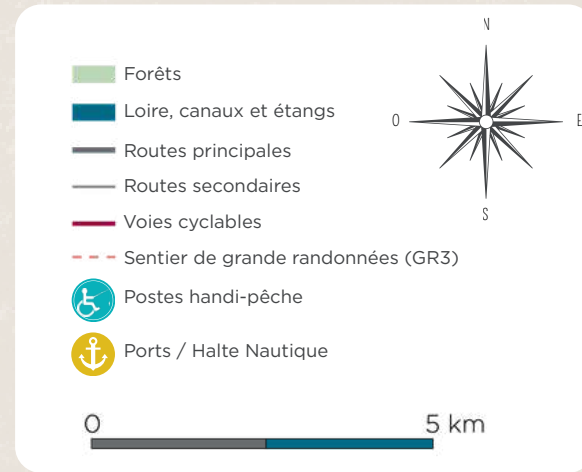 N
Forêts
Loire, canaux et étangs
O
E
Routes principales
Routes secondaires
S
Voies cyclables
Sentier de grande randonnées (GR3)
Postes handi-pêche
Ports / Halte Nautique
0 5 km